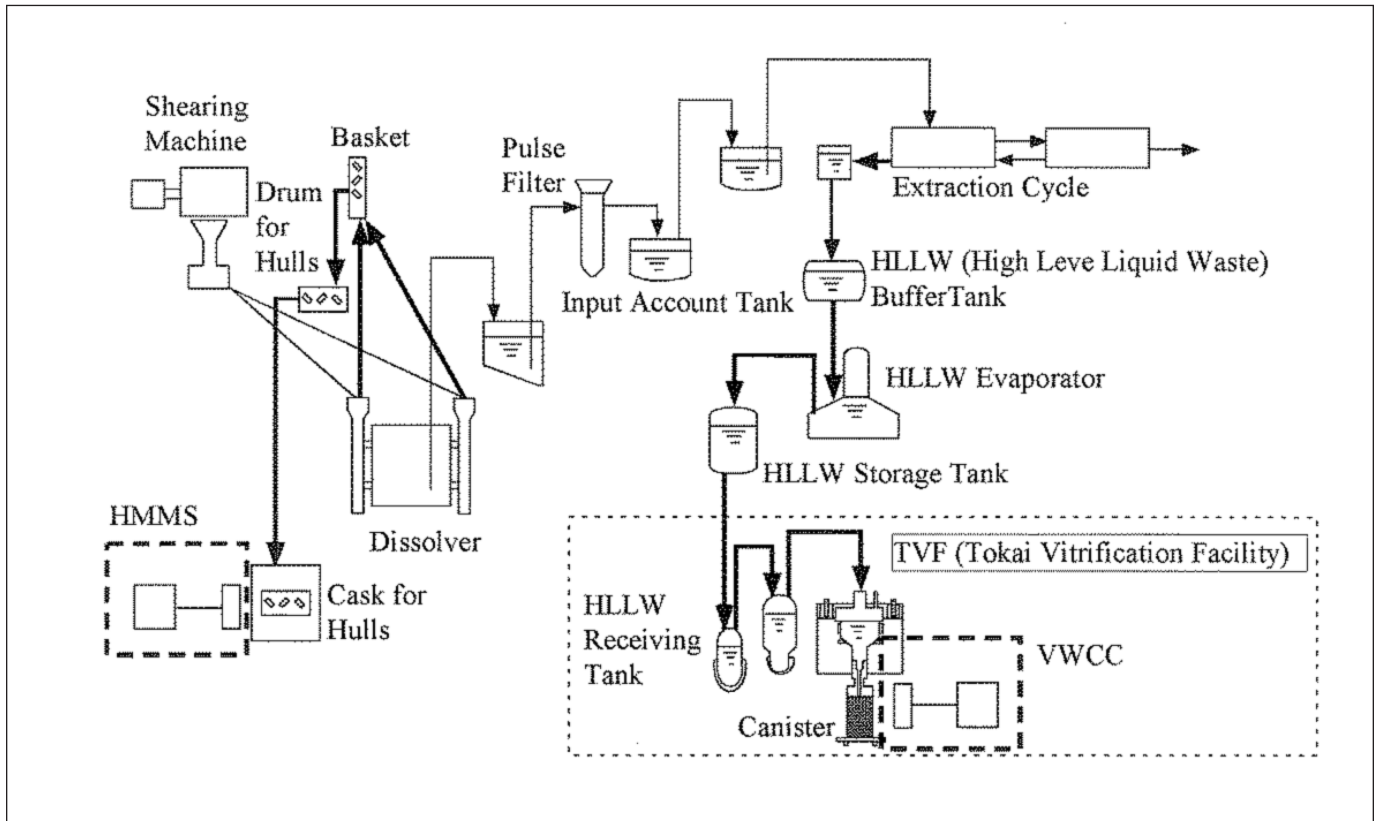 Shearing
Machine
Basket
Drum
for
Hulls
Pulse
Filter
Input Account Tank
Extraction Cycle
HLLW (High Leve Liquid Waste)
BufferTank
HLLW Evaporator
HLLW Storage Tank
Dissolver
HMMS
Cask for
Hulls
TVF (Tokai Vitrification Facility)
HLLW
Receiving
Tank
VWCC
Canister